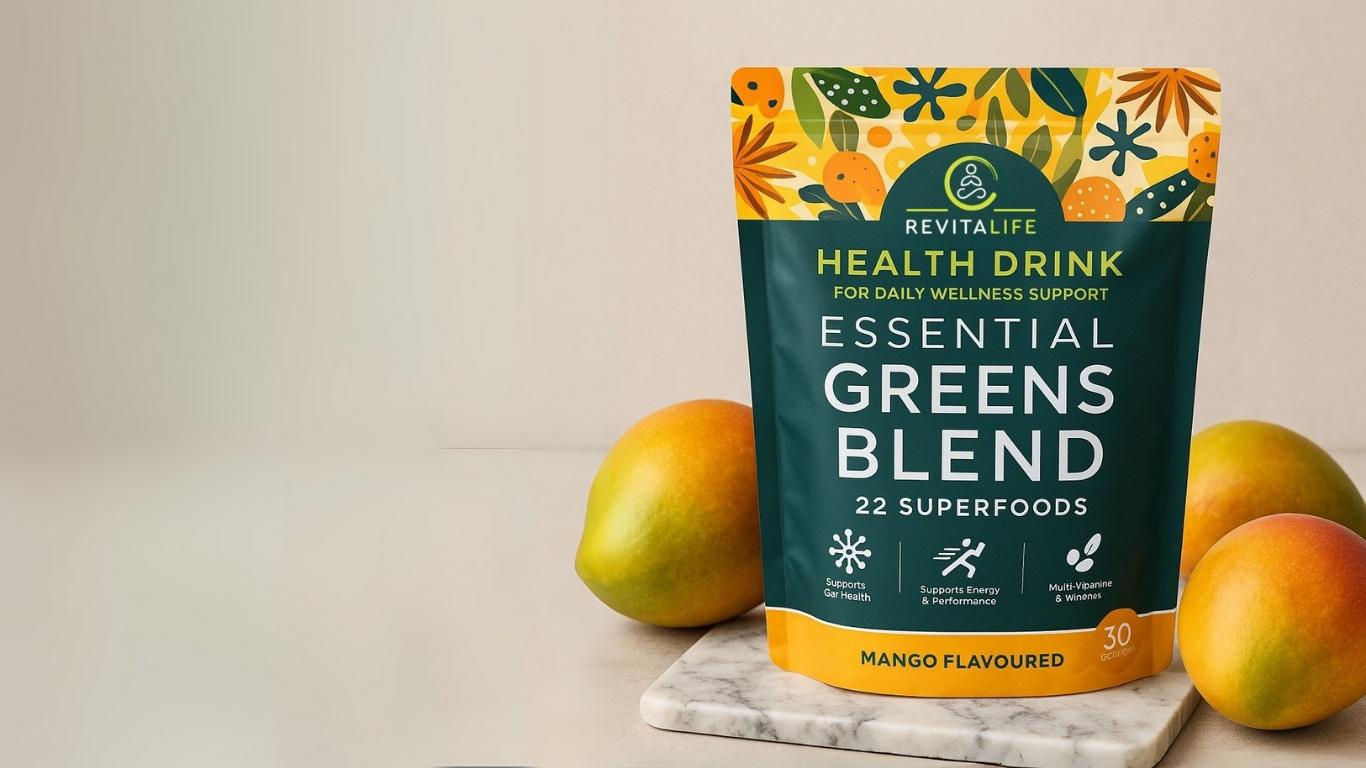 REVITALIFE
HEALTH DRINK
FOR DAILY WELLNESS SUPPORT
ESSENTIAL
GREENS
BLEND
22 SUPERFOODS
Supports
Gar Health
Supports Energy
& Performance
Multi-Vipanine
& Winenes
30
MANGO FLAVOURED